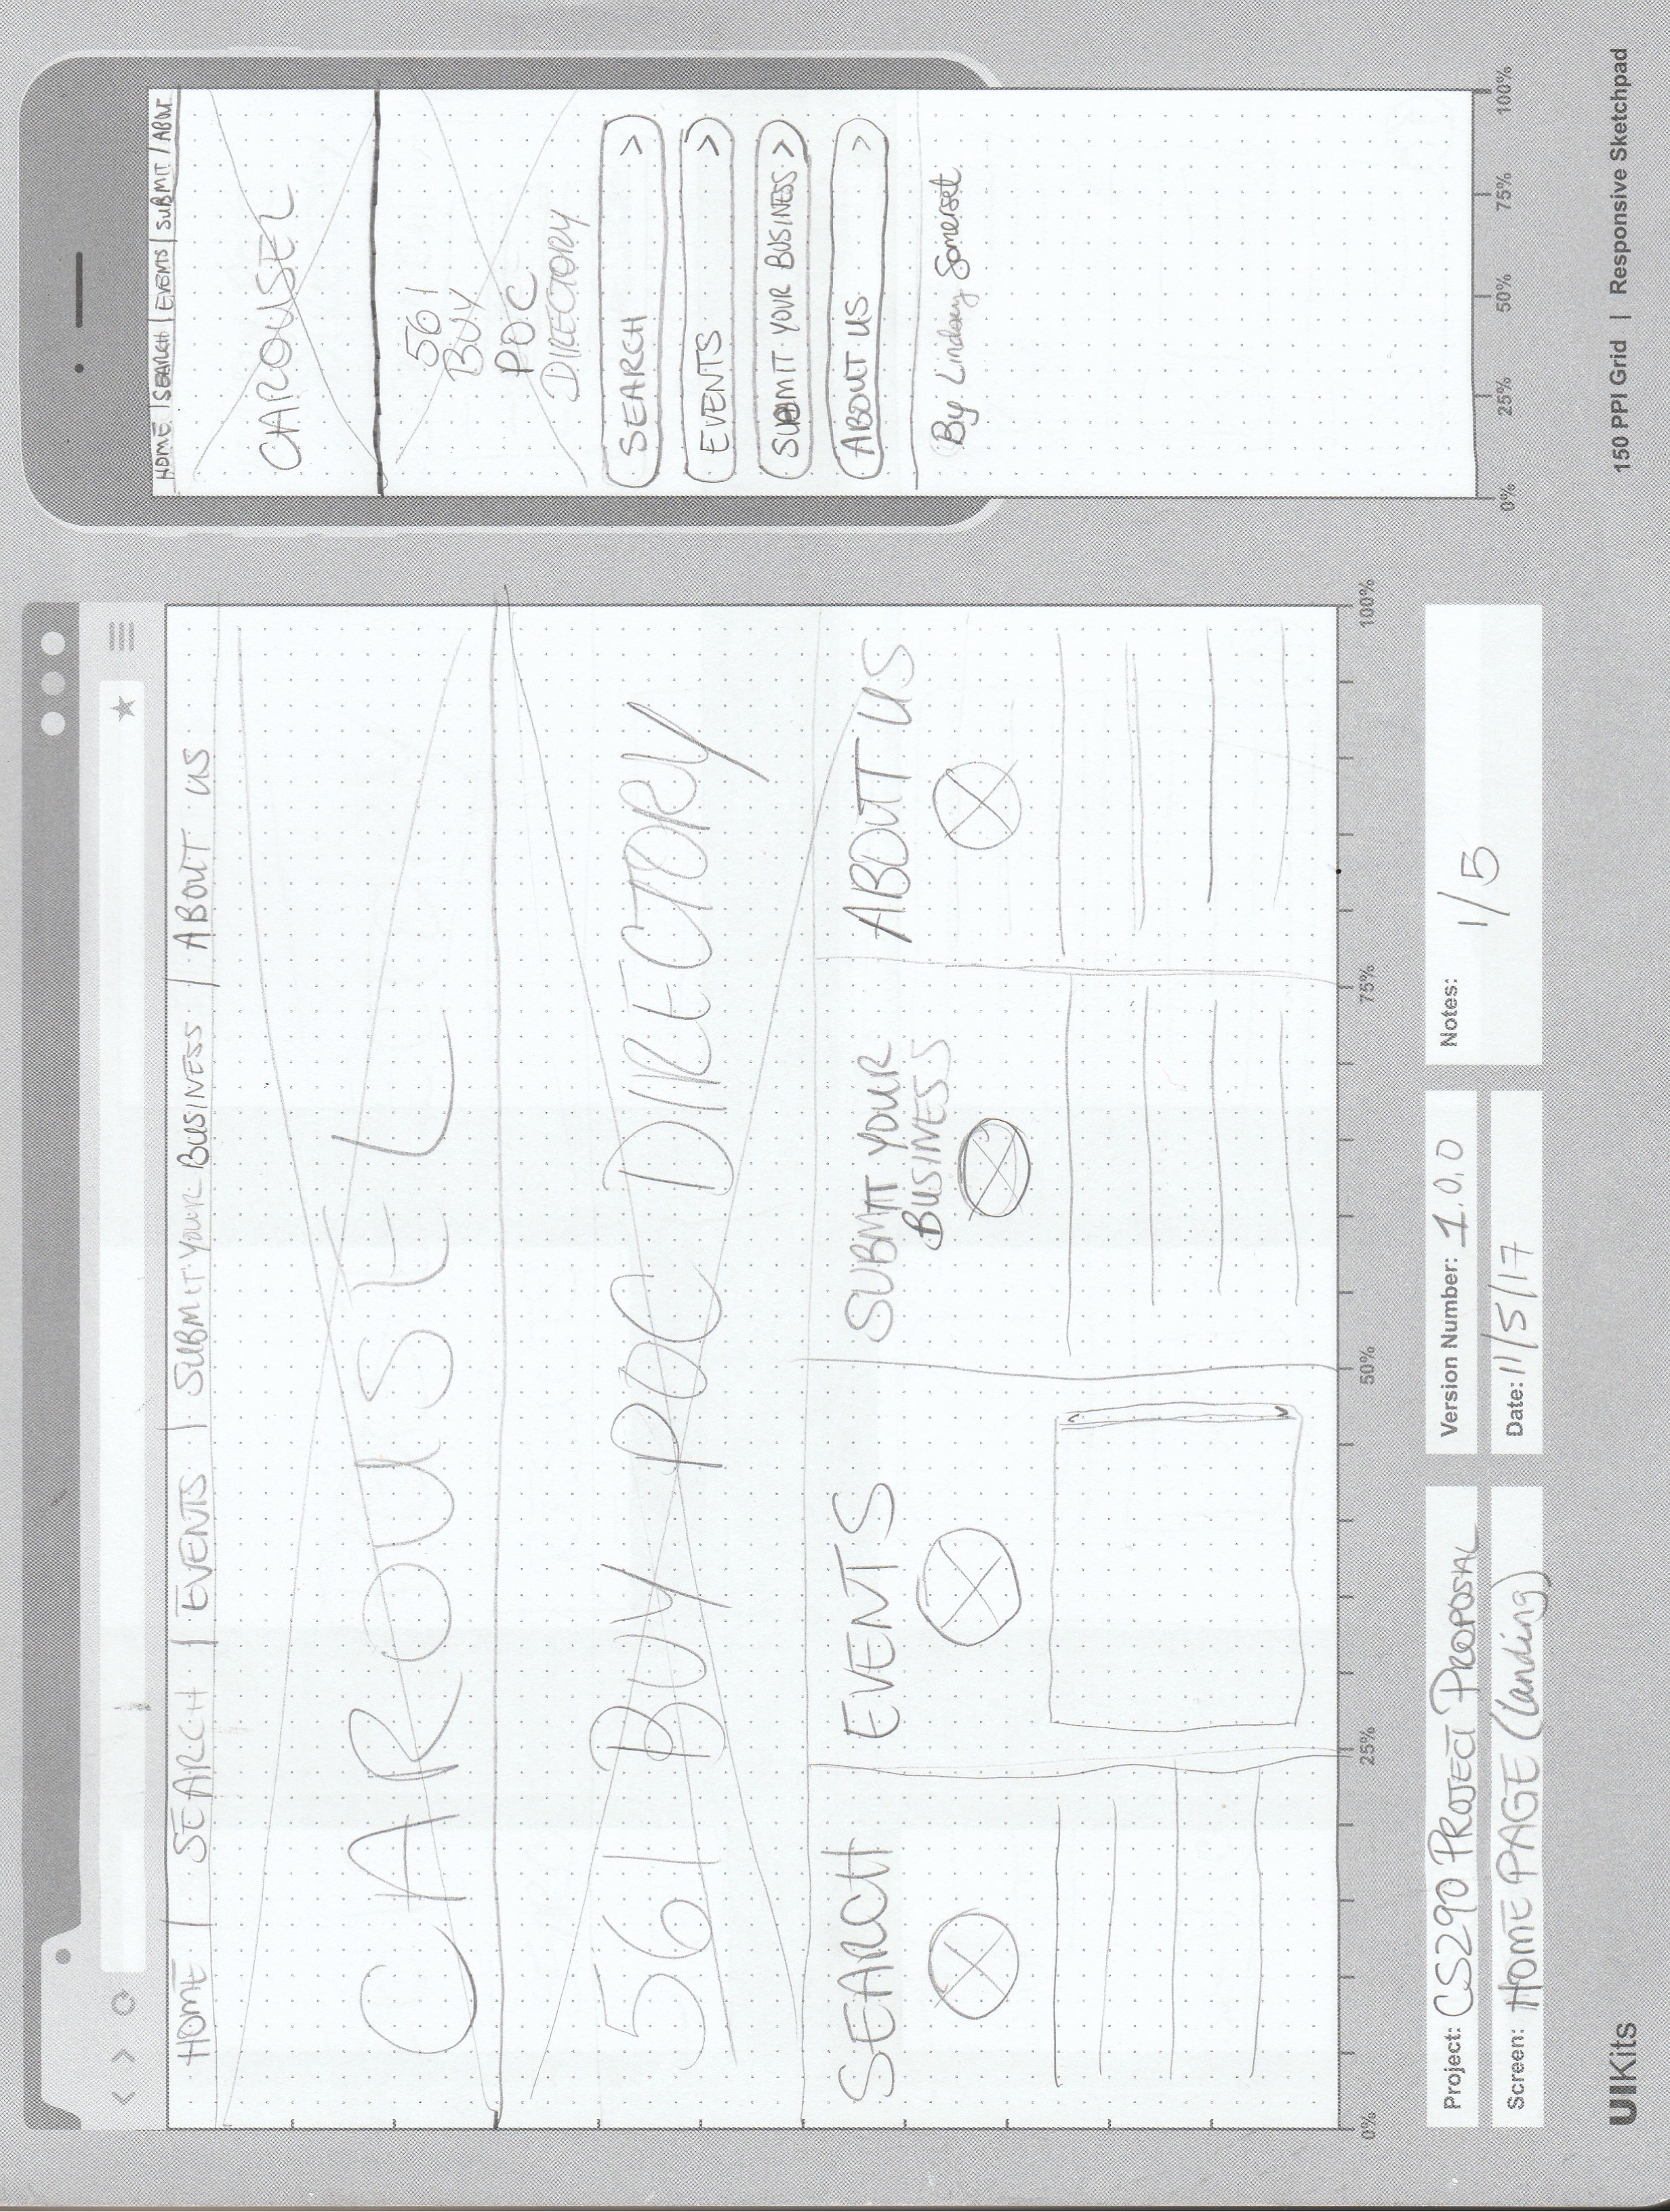 HOME | SEARCH | EVENTS | SUBMIT YOUR BUSINESS | ABOUT US
CAROUSEL
561 BUY POC DIRECTORY
SEARCH
EVENTS
SUBMIT YOUR
BUSINESS
ABOUT US
0% 25% 50% 75% 100%
HOME | SEARCH | EVENTS | SUBMIT / ABOUT
CAROUSEL
561
BUY
POC
DIRECTORY
SEARCH >
EVENTS >
SUBMIT YOUR BUSINESS >
ABOUT US >
By Lindsay Somerset
0% 25% 50% 75% 100%
Project: CS290 PROJECT PROPOSAL
Screen: HOME PAGE (landing)
Version Number: 1.0.0
Date: 11/5/17
Notes:
1/5
UIKits
150 PPI Grid | Responsive Sketchpad